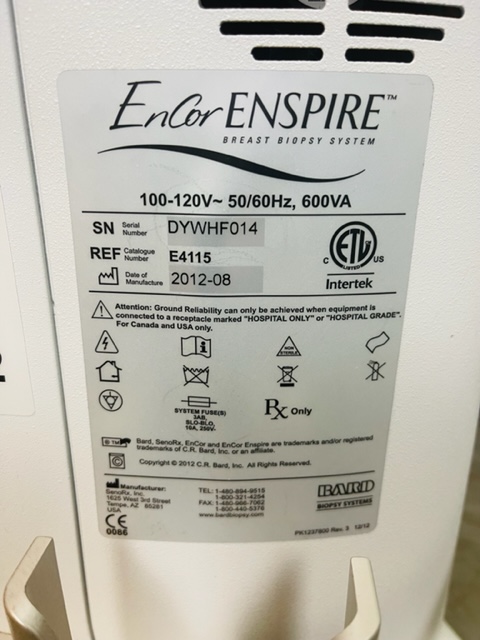 EnCor ENSPIRE™
BREAST BIOPSY SYSTEM
100-120V~ 50/60Hz, 600VA
SN Serial Number DYWHF014
REF Catalogue Number E4115
Date of Manufacture 2012-08
C ETL US
LISTED
Intertek
Attention: Ground Reliability can only be achieved when equipment is
connected to a receptacle marked "HOSPITAL ONLY" or "HOSPITAL GRADE".
For Canada and USA only.
NON
STERILE
SYSTEM FUSE(S)
3AB,
SLO-BLO,
10A, 250V~
Rx Only
® ™ Bard, SenoRx, EnCor and EnCor Enspire are trademarks and/or registered
trademarks of C.R. Bard, Inc. or an affiliate.
© Copyright © 2012 C.R. Bard, Inc. All Rights Reserved.
Manufacturer:
SenoRx, Inc.
1625 West 3rd Street
Tempe, AZ 85281
USA
CE
0086
TEL: 1-480-894-9515
1-800-321-4254
FAX: 1-480-966-7062
1-800-440-5376
www.bardbiopsy.com
BARD
BIOPSY SYSTEMS
PK1237800 Rev. 3 12/12